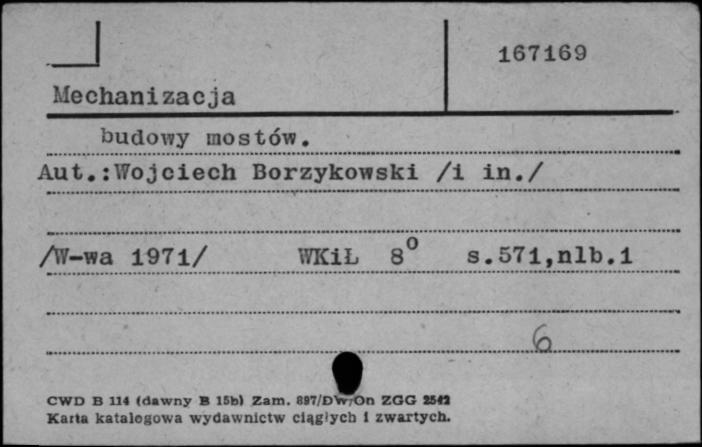 167169
Mechanizacja
budowy mostów.
Aut.:Wojciech Borzykowski /i in./
/W-wa 1971/ WKiŁ 8° s.571,nlb.1
6
CWD B 114 (dawny B 15b) Zam. 897/DW/On ZGG 2542
Karta katalogowa wydawnictw ciągłych i zwartych.